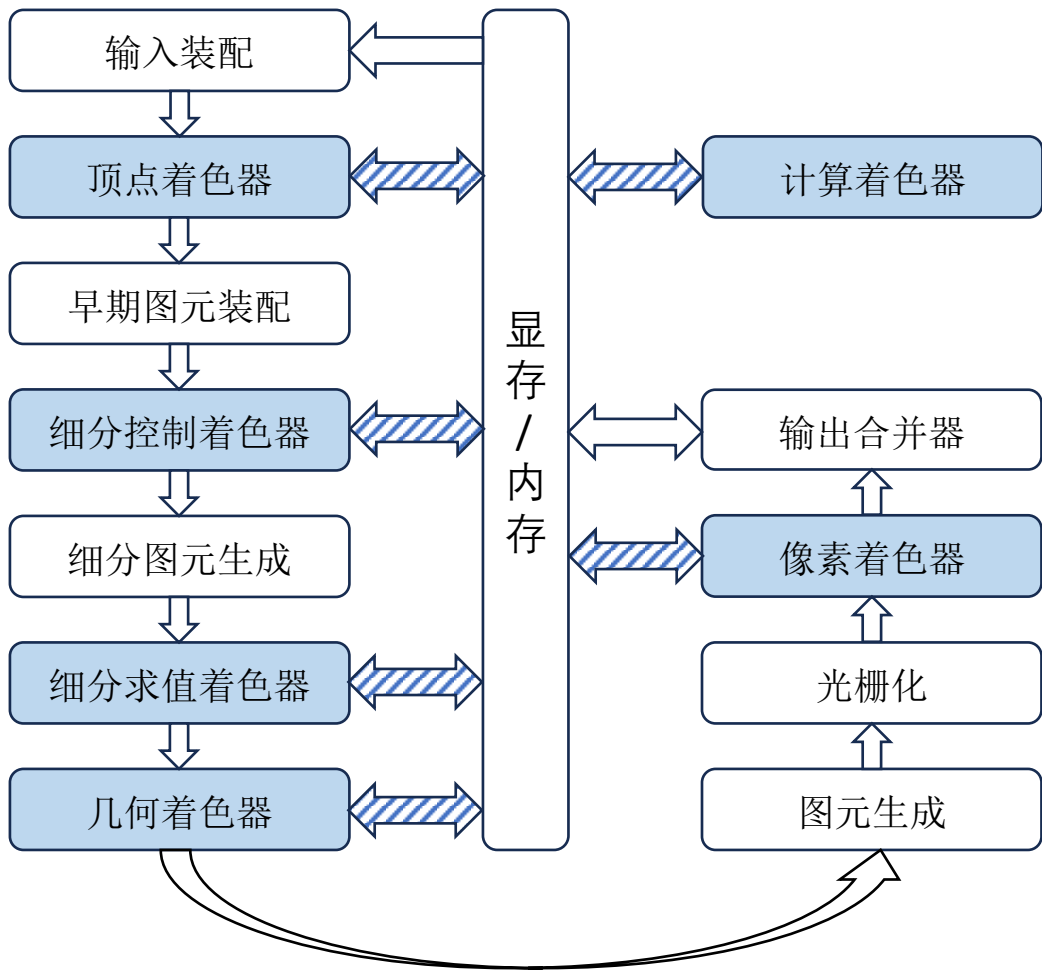 输入装配
顶点着色器
早期图元装配
细分控制着色器
细分图元生成
细分求值着色器
几何着色器
显存/内存
计算着色器
输出合并器
像素着色器
光栅化
图元生成